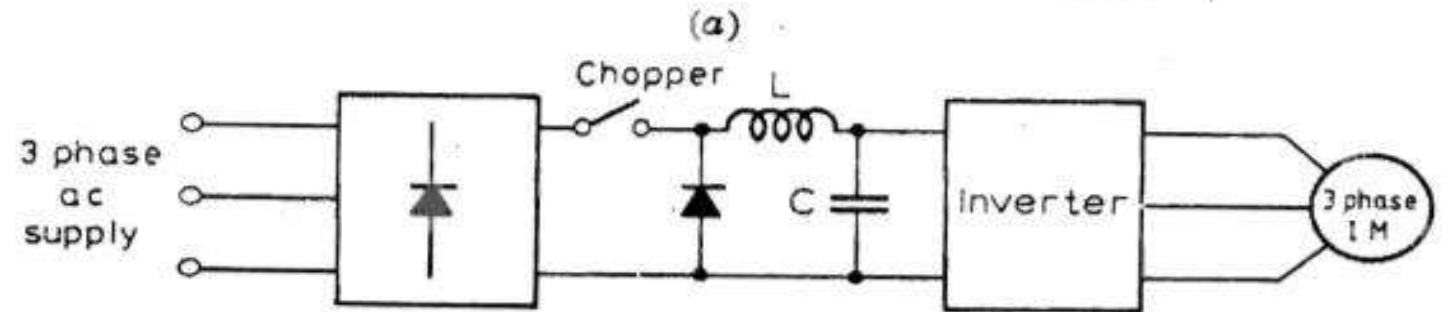 (a)
Chopper
L
3 phase
ac
supply
C
Inverter
3 phase
I M